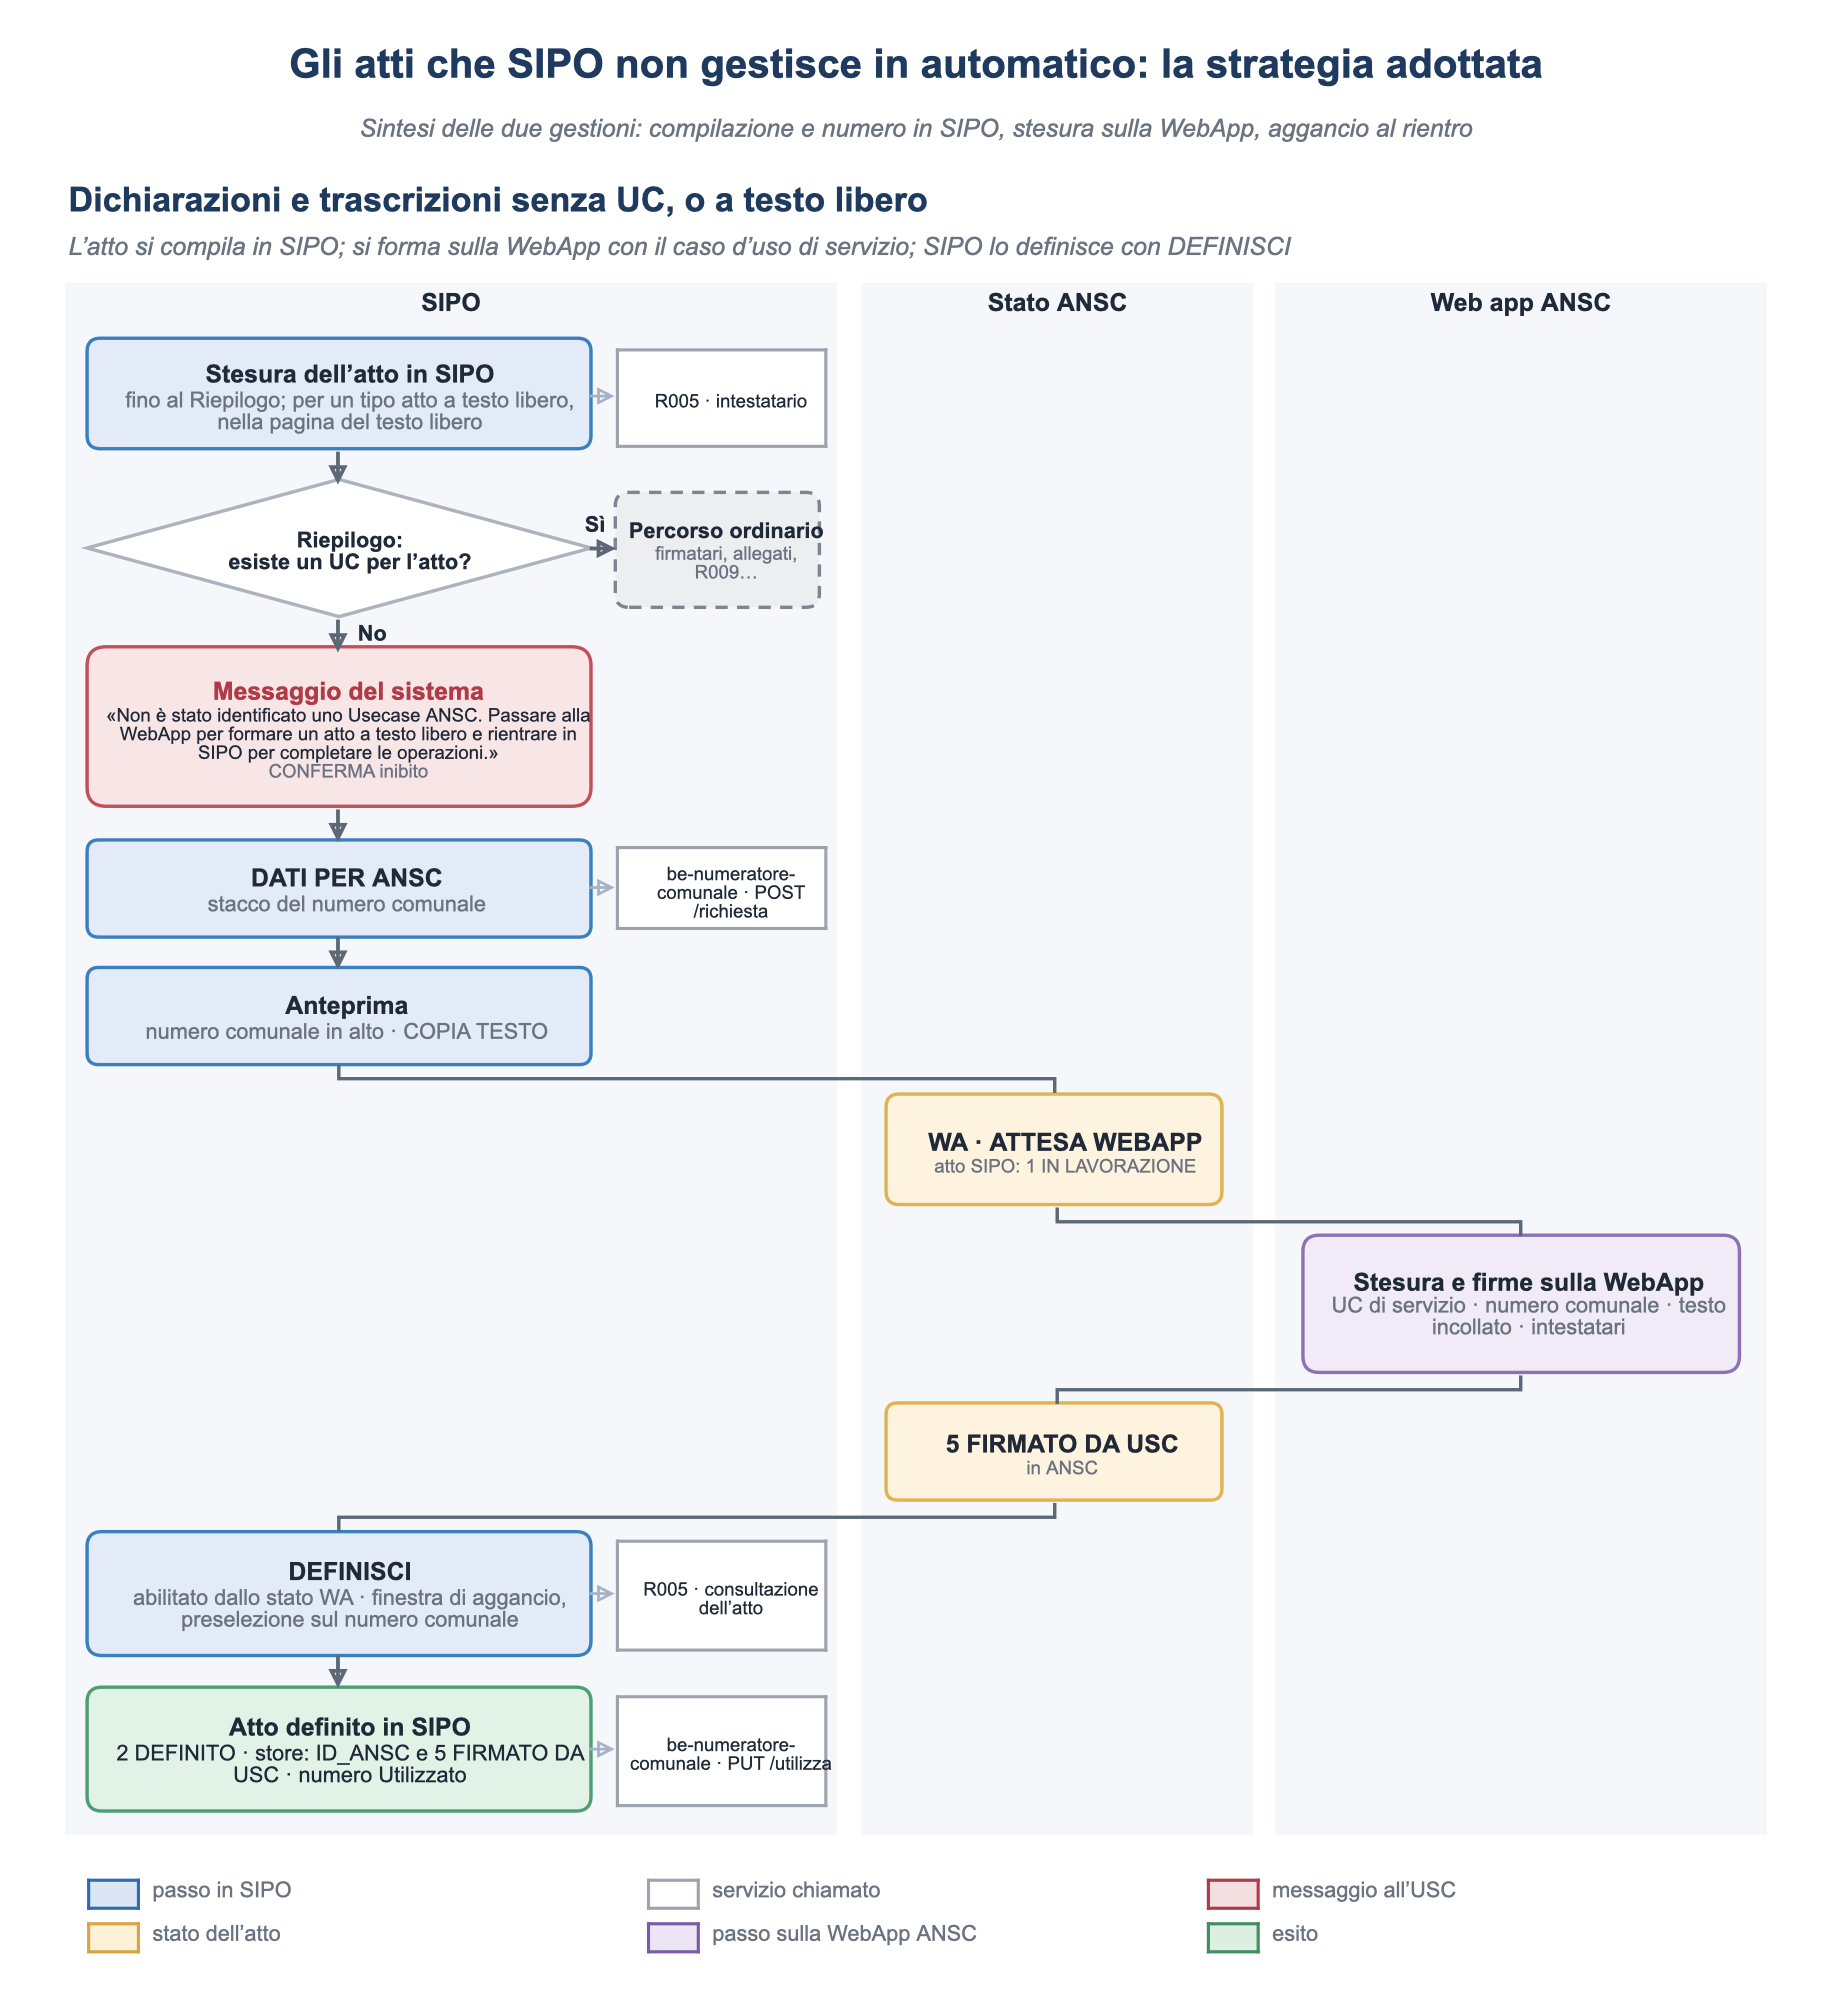 Gli atti che SIPO non gestisce in automatico: la strategia adottata
Sintesi delle due gestioni: compilazione e numero in SIPO, stesura sulla WebApp, aggancio al rientro
Dichiarazioni e trascrizioni senza UC, o a testo libero
L’atto si compila in SIPO; si forma sulla WebApp con il caso d’uso di servizio; SIPO lo definisce con DEFINISCI
SIPO
Stato ANSC
Web app ANSC
Stesura dell’atto in SIPO
fino al Riepilogo; per un tipo atto a testo libero,
nella pagina del testo libero
R005 · intestatario
Riepilogo:
esiste un UC per l’atto?
Sì
Percorso ordinario
firmatari, allegati,
R009…
No
Messaggio del sistema
«Non è stato identificato uno Usecase ANSC. Passare alla
WebApp per formare un atto a testo libero e rientrare in
SIPO per completare le operazioni.»
CONFERMA inibito
DATI PER ANSC
stacco del numero comunale
be-numeratore-
comunale · POST
/richiesta
Anteprima
numero comunale in alto · COPIA TESTO
WA · ATTESA WEBAPP
atto SIPO: 1 IN LAVORAZIONE
Stesura e firme sulla WebApp
UC di servizio · numero comunale · testo
incollato · intestatari
5 FIRMATO DA USC
in ANSC
DEFINISCI
abilitato dallo stato WA · finestra di aggancio,
preselezione sul numero comunale
R005 · consultazione
dell’atto
Atto definito in SIPO
2 DEFINITO · store: ID_ANSC e 5 FIRMATO DA
USC · numero Utilizzato
be-numeratore-
comunale · PUT /utilizza
passo in SIPO
servizio chiamato
messaggio all’USC
stato dell’atto
passo sulla WebApp ANSC
esito